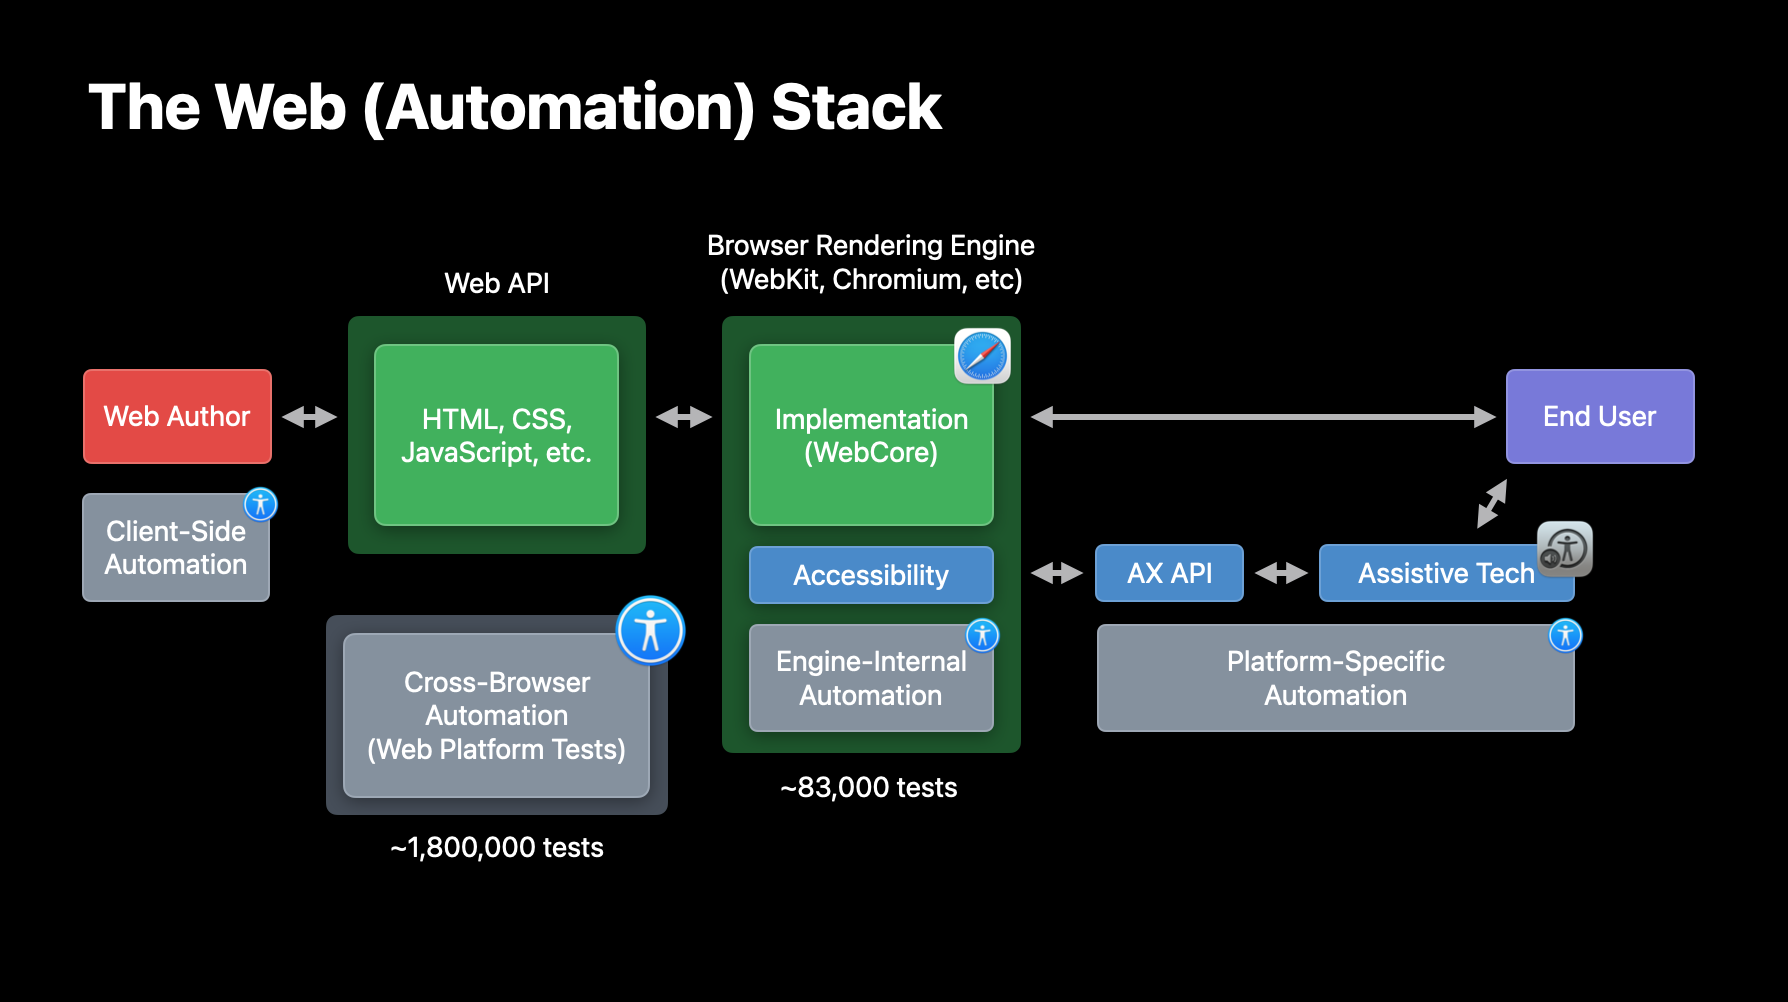 The Web (Automation) Stack
Web API
Browser Rendering Engine
(WebKit, Chromium, etc)
Web Author
HTML, CSS,
JavaScript, etc.
Implementation
(WebCore)
End User
Client-Side
Automation
Accessibility
AX API
Assistive Tech
Cross-Browser
Automation
(Web Platform Tests)
Engine-Internal
Automation
Platform-Specific
Automation
~83,000 tests
~1,800,000 tests